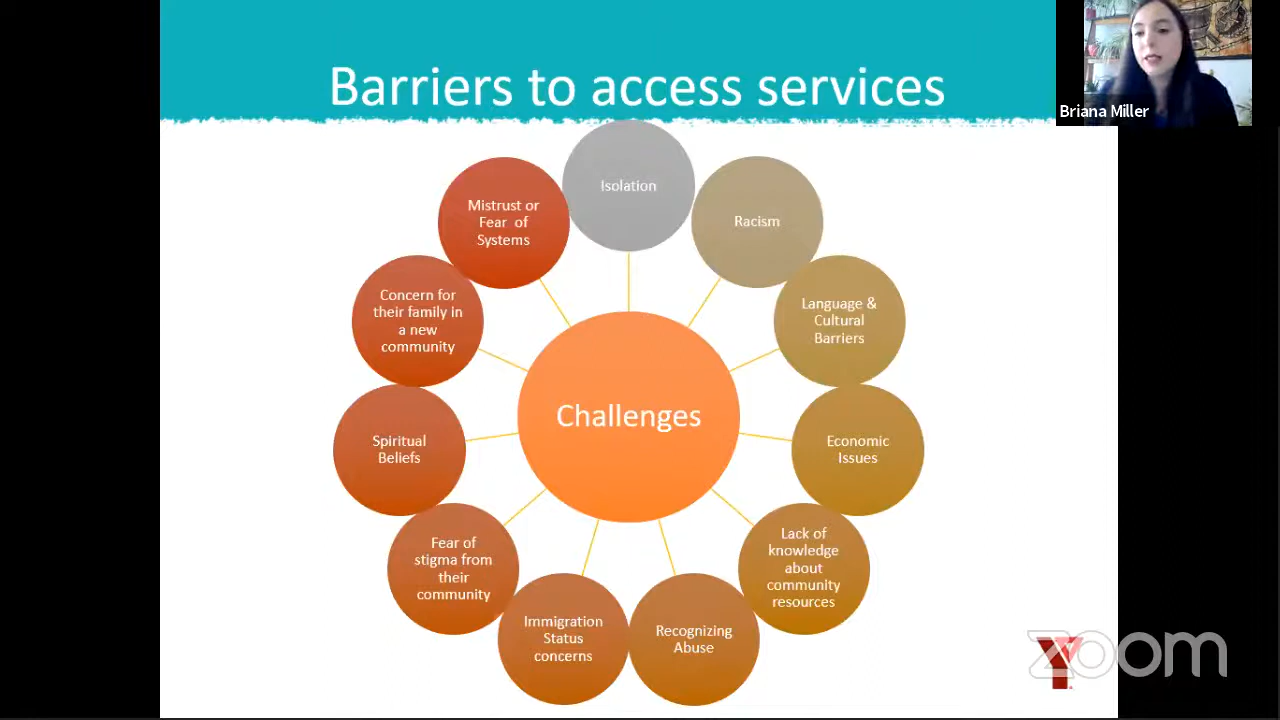 Barriers to access services
Briana Miller
Isolation
Racism
Language &
Cultural
Barriers
Economic
Issues
Lack of
knowledge
about
community
resources
Recognizing
Abuse
Immigration
Status
concerns
Fear of
stigma from
their
community
Spiritual
Beliefs
Concern for
their family in
a new
community
Mistrust or
Fear of
Systems
Challenges
Y
zoom